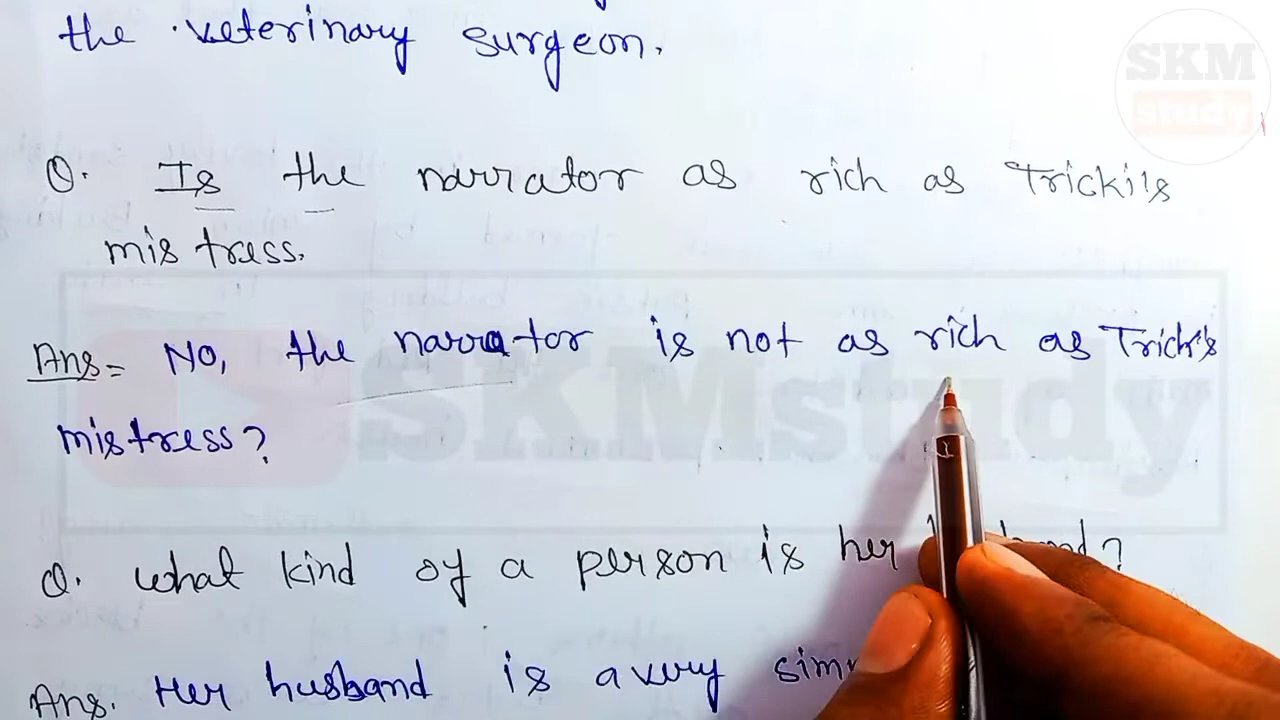 the veterinary surgeon.
SKM
study
Q. Is the narrator as rich as Tricki's
mistress.
Ans = No, the narrator is not as rich as Trick's
mistress?
SKMstudy
Q. What kind of a person is her
Ans. Her husband is a very